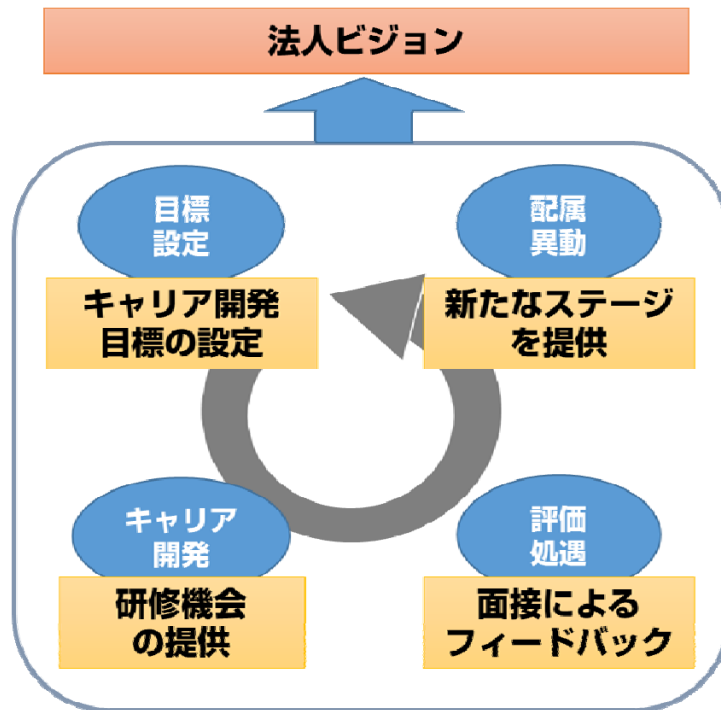 法人ビジョン
目標
設定
キャリア開発
目標の設定
配属
異動
新たなステージ
を提供
キャリア
開発
研修機会
の提供
評価
処遇
面接による
フィードバック